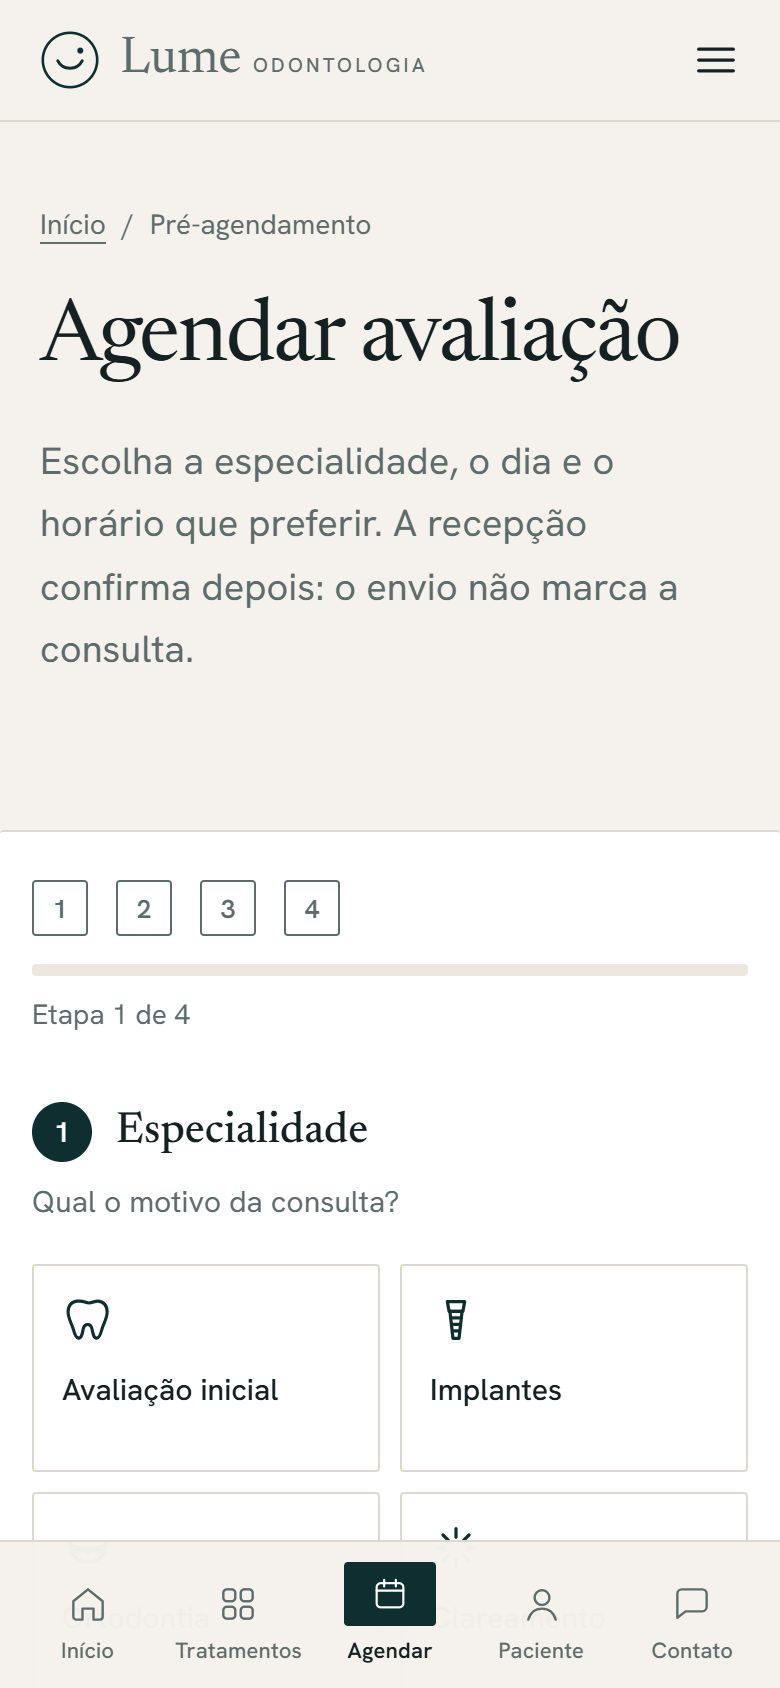 Lume ODONTOLOGIA
Início / Pré-agendamento
Agendar avaliação
Escolha a especialidade, o dia e o
horário que preferir. A recepção
confirma depois: o envio não marca a
consulta.
1 2 3 4
Etapa 1 de 4
1 Especialidade
Qual o motivo da consulta?
Avaliação inicial
Implantes
Ortodontia
Clareamento
Início
Tratamentos
Agendar
Paciente
Contato